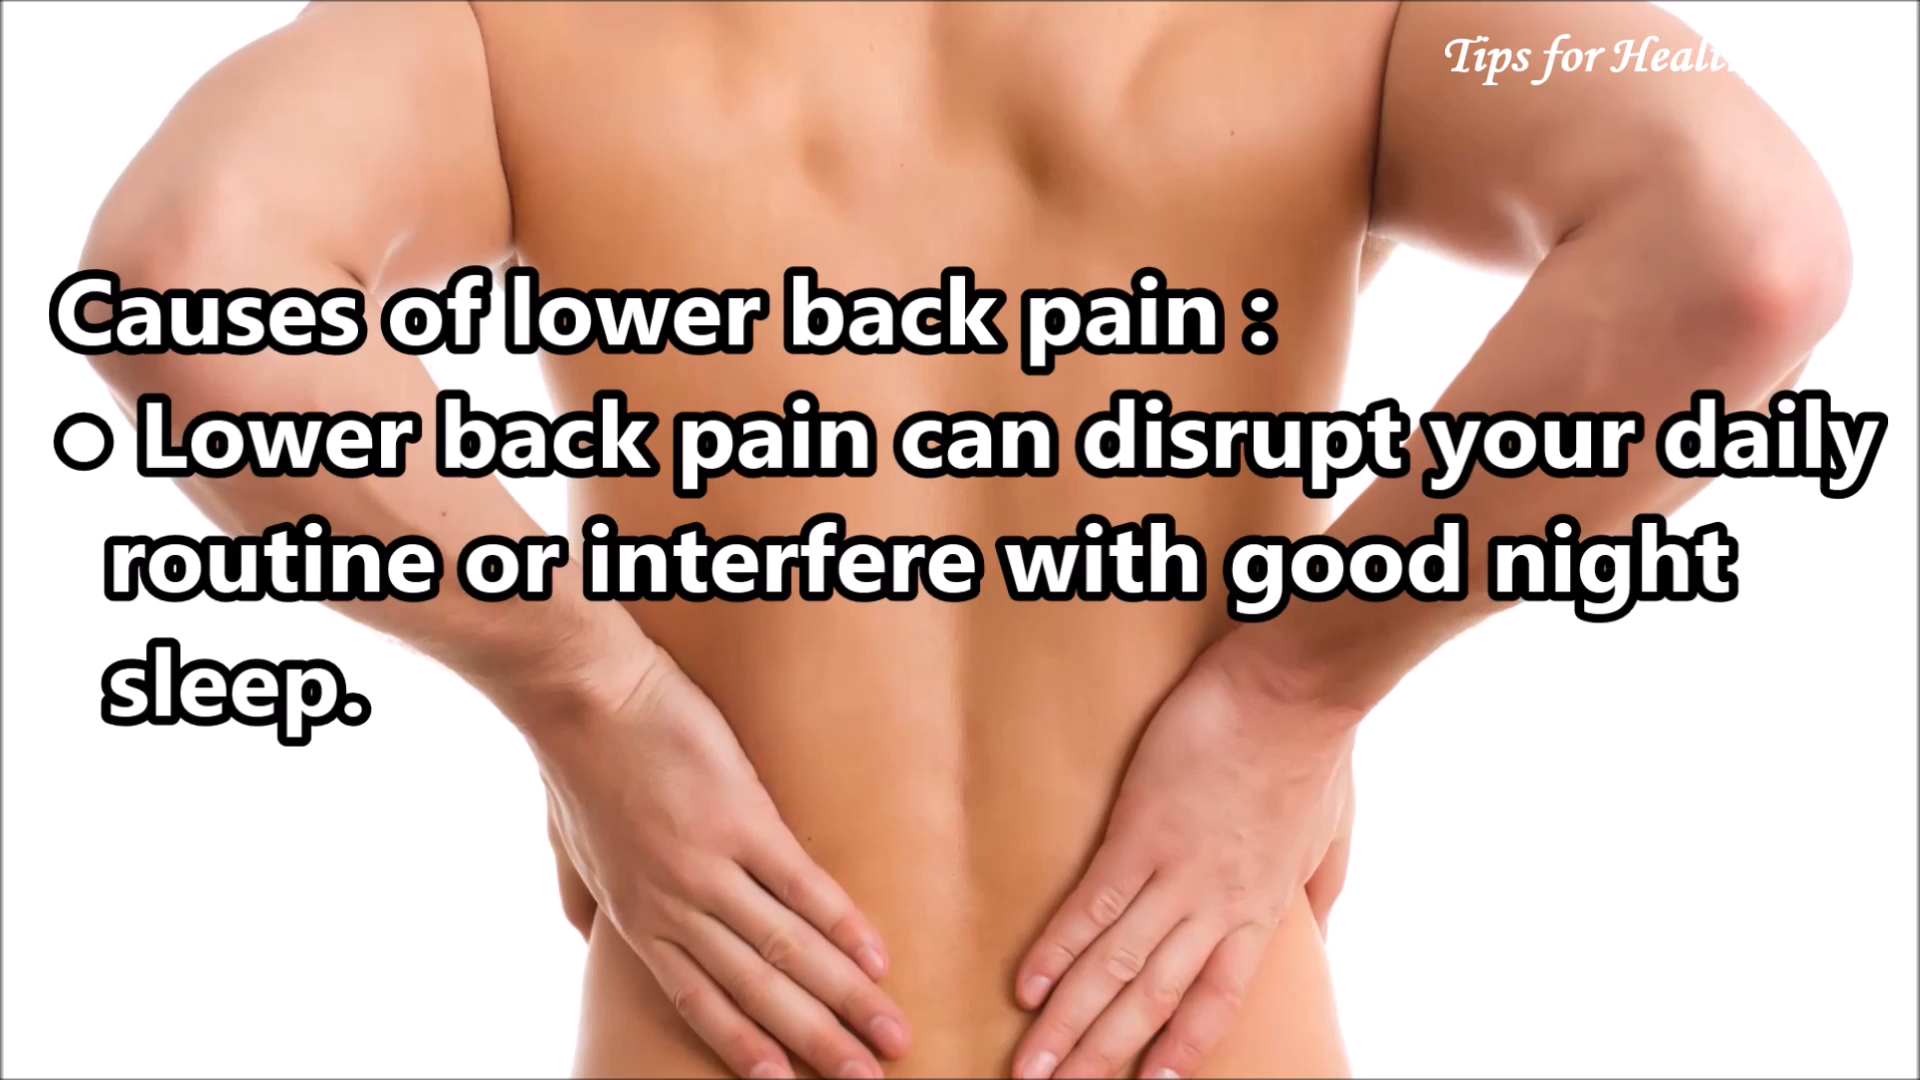 Tips for
Causes of lower back pain :
● Lower back pain can disrupt your daily
routine or interfere with good night
sleep.